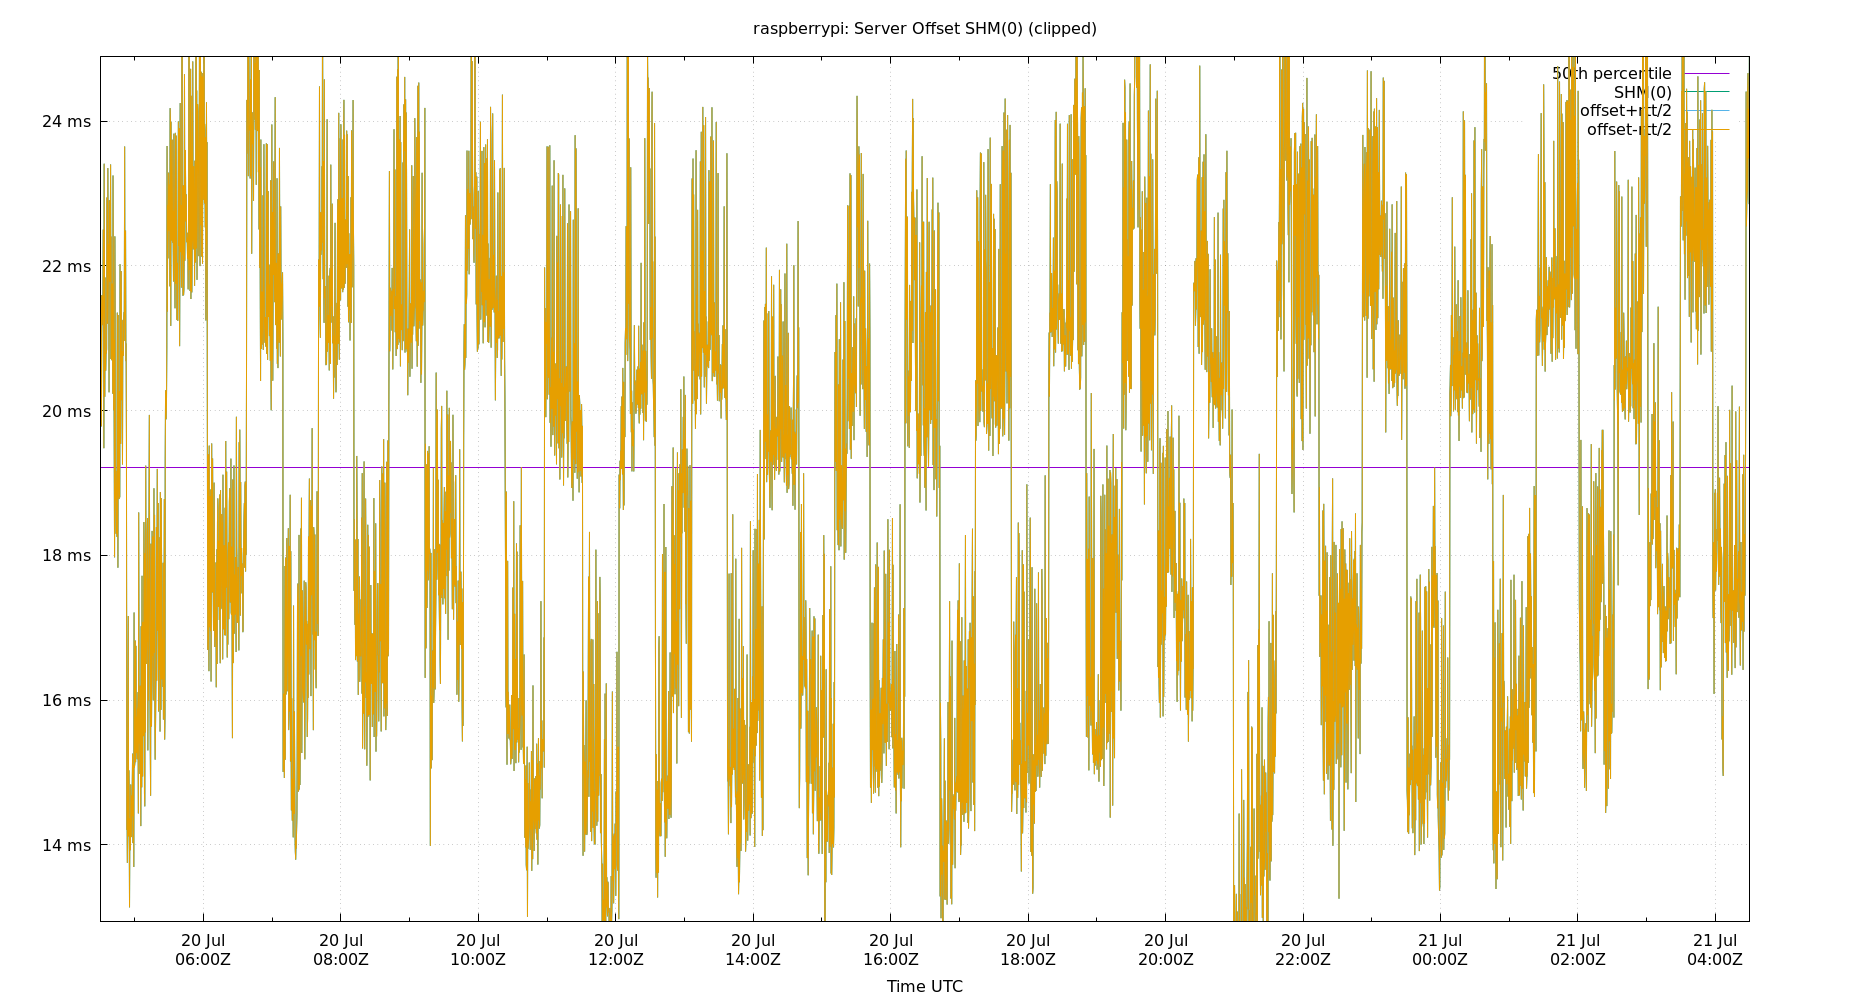 raspberrypi: Server Offset SHM(0) (clipped)
50th percentile
SHM(0)
offset+rtt/2
offset-rtt/2
24 ms
22 ms
20 ms
18 ms
16 ms
14 ms
20 Jul 20 Jul 20 Jul 20 Jul 20 Jul 20 Jul 20 Jul 20 Jul 20 Jul 21 Jul 21 Jul 21 Jul
06:00Z 08:00Z 10:00Z 12:00Z 14:00Z 16:00Z 18:00Z 20:00Z 22:00Z 00:00Z 02:00Z 04:00Z
Time UTC